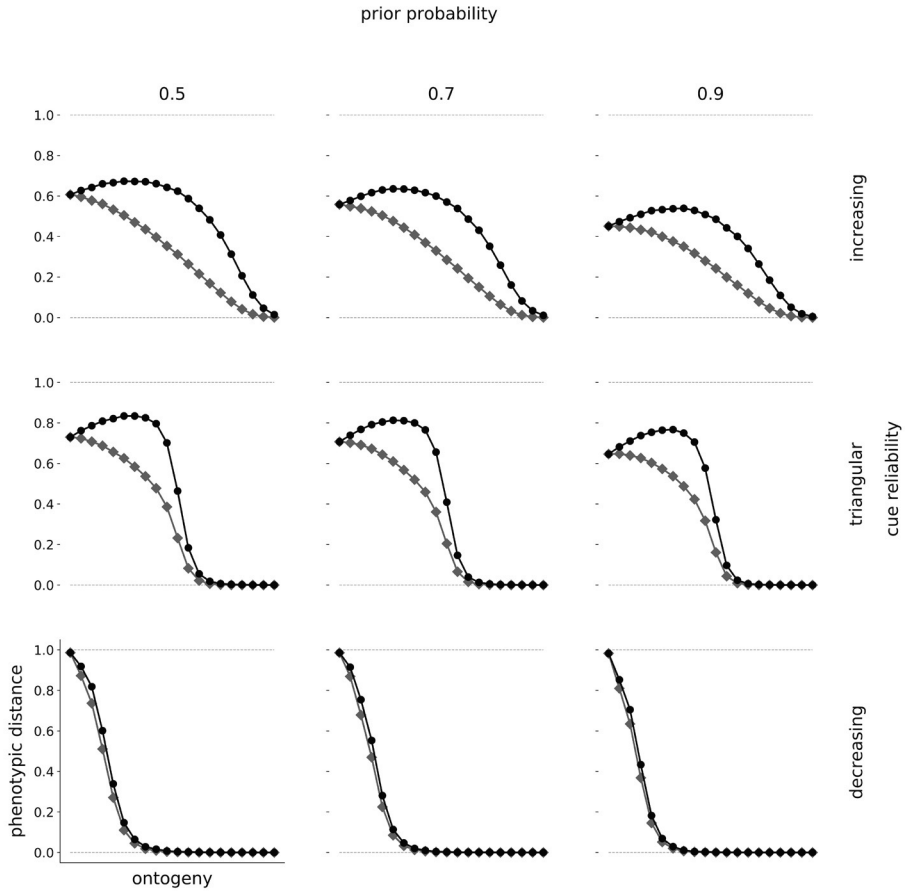 prior probability
0.5 0.7 0.9
1.0
0.8
0.6
0.4
0.2
0.0
increasing
1.0
0.8
0.6
0.4
0.2
0.0
triangular
cue reliability
1.0
0.8
0.6
0.4
0.2
0.0
phenotypic distance
decreasing
ontogeny